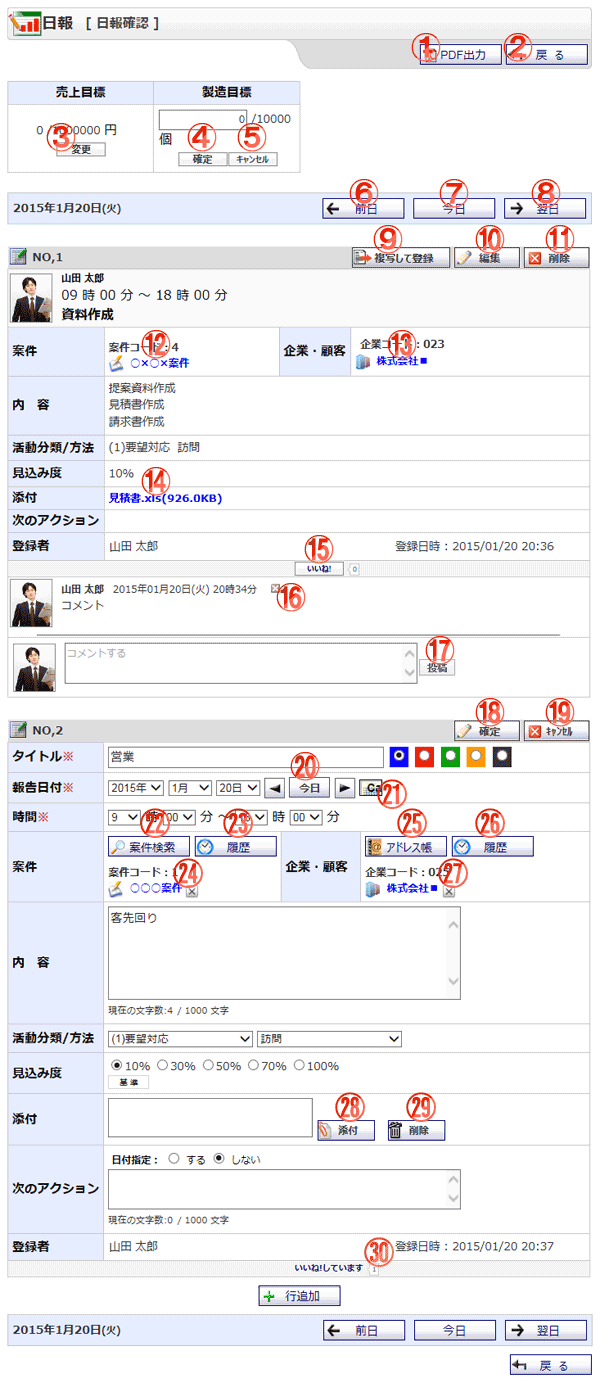 日報 [ 日報確認 ]
① PDF出力 ② 戻 る
売上目標 製造目標
0 /1000000 円 0 /10000
個
③ 変更 ④ 確定 ⑤ ｷｬﾝｾﾙ
2015年1月20日(火) ⑥ 前日 ⑦ 今日 ⑧ 翌日
NO,1 ⑨ 複写して登録 ⑩ 編集 ⑪ 削除
山田 太郎
09 時 00 分 ～ 18 時 00 分
資料作成
案件 案件コード：4 ⑫ 企業・顧客 企業コード：023 ⑬
○×○×案件 株式会社■
内 容 提案資料作成
見積書作成
請求書作成
活動分類/方法 (1)要望対応 訪問
見込み度 10%
添付 見積書.xls(926.0KB) ⑭
次のアクション
登録者 山田 太郎 登録日時：2015/01/20 20:36
⑮ いいね! 0
山田 太郎 2015年01月20日(火) 20時34分 ⑯
コメント
コメントする ⑰ 投稿
NO,2 ⑱ 確定 ⑲ ｷｬﾝｾﾙ
タイトル※ 営業
報告日付※ 2015年 1月 20日 ⑳ 今日 Ca ㉑
時間※ 9 時 00 分 ～ 時 00 分
案件 ㉒ 案件検索 ㉓ 履歴 企業・顧客 ㉕ アドレス帳 ㉖ 履歴
案件コード：1 ㉔ 企業コード：025 ㉗
○○○案件 株式会社■
内 容 客先回り
現在の文字数:4 / 1000 文字
活動分類/方法 (1)要望対応 訪問
見込み度 10% 30% 50% 70% 100%
基準
添付 ㉘ 添付 ㉙ 削除
次のアクション 日付指定： する しない
現在の文字数:0 / 1000 文字
登録者 山田 太郎 登録日時：2015/01/20 20:37
いいね!しています 1 ㉚
行追加
2015年1月20日(火) 前日 今日 翌日
戻 る